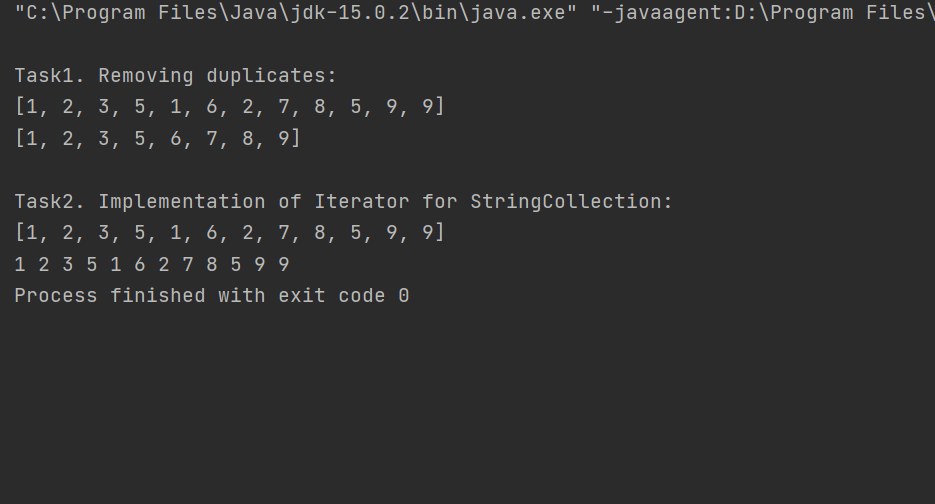 "C:\Program Files\Java\jdk-15.0.2\bin\java.exe" "-javaagent:D:\Program Files\
Task1. Removing duplicates:
[1, 2, 3, 5, 1, 6, 2, 7, 8, 5, 9, 9]
[1, 2, 3, 5, 6, 7, 8, 9]
Task2. Implementation of Iterator for StringCollection:
[1, 2, 3, 5, 1, 6, 2, 7, 8, 5, 9, 9]
1 2 3 5 1 6 2 7 8 5 9 9
Process finished with exit code 0